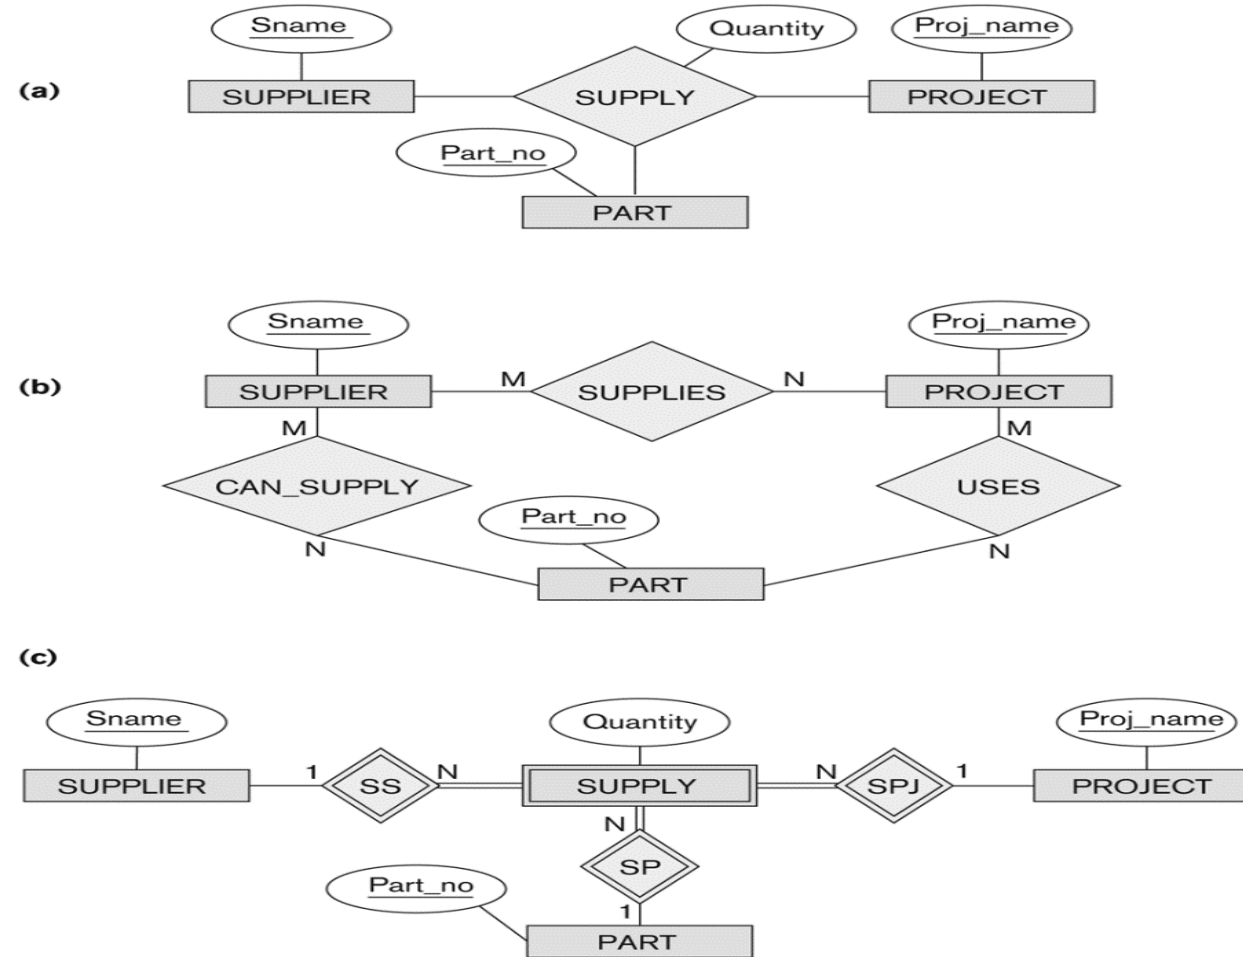 Sname
Quantity
Proj_name
(a)
SUPPLIER
SUPPLY
PROJECT
Part_no
PART
Sname
Proj_name
(b)
SUPPLIER
M
SUPPLIES
N
PROJECT
M
M
CAN_SUPPLY
USES
Part_no
N
N
PART
(c)
Sname
Quantity
Proj_name
SUPPLIER
1
SS
N
SUPPLY
N
SPJ
1
PROJECT
N
SP
Part_no
1
PART